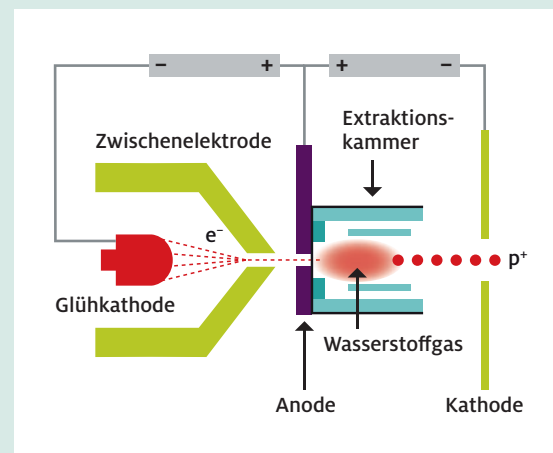 − + + −
Extraktions-
kammer
Zwischenelektrode
e⁻
p⁺
Glühkathode
Wasserstoffgas
Anode Kathode